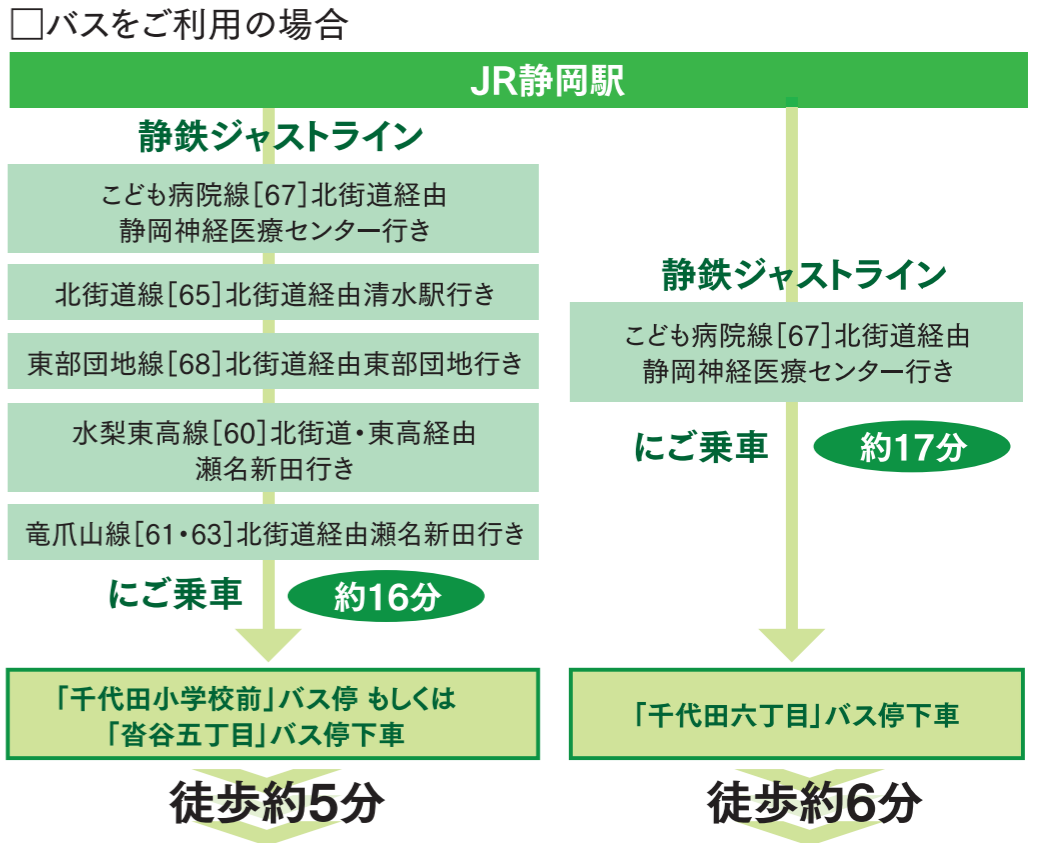 □バスをご利用の場合
JR静岡駅
静鉄ジャストライン
こども病院線[67]北街道経由
静岡神経医療センター行き
北街道線[65]北街道経由清水駅行き
東部団地線[68]北街道経由東部団地行き
水梨東高線[60]北街道・東高経由
瀬名新田行き
竜爪山線[61・63]北街道経由瀬名新田行き
にご乗車 約16分
「千代田小学校前」バス停 もしくは
「沓谷五丁目」バス停下車
徒歩約5分
静鉄ジャストライン
こども病院線[67]北街道経由
静岡神経医療センター行き
にご乗車 約17分
「千代田六丁目」バス停下車
徒歩約6分